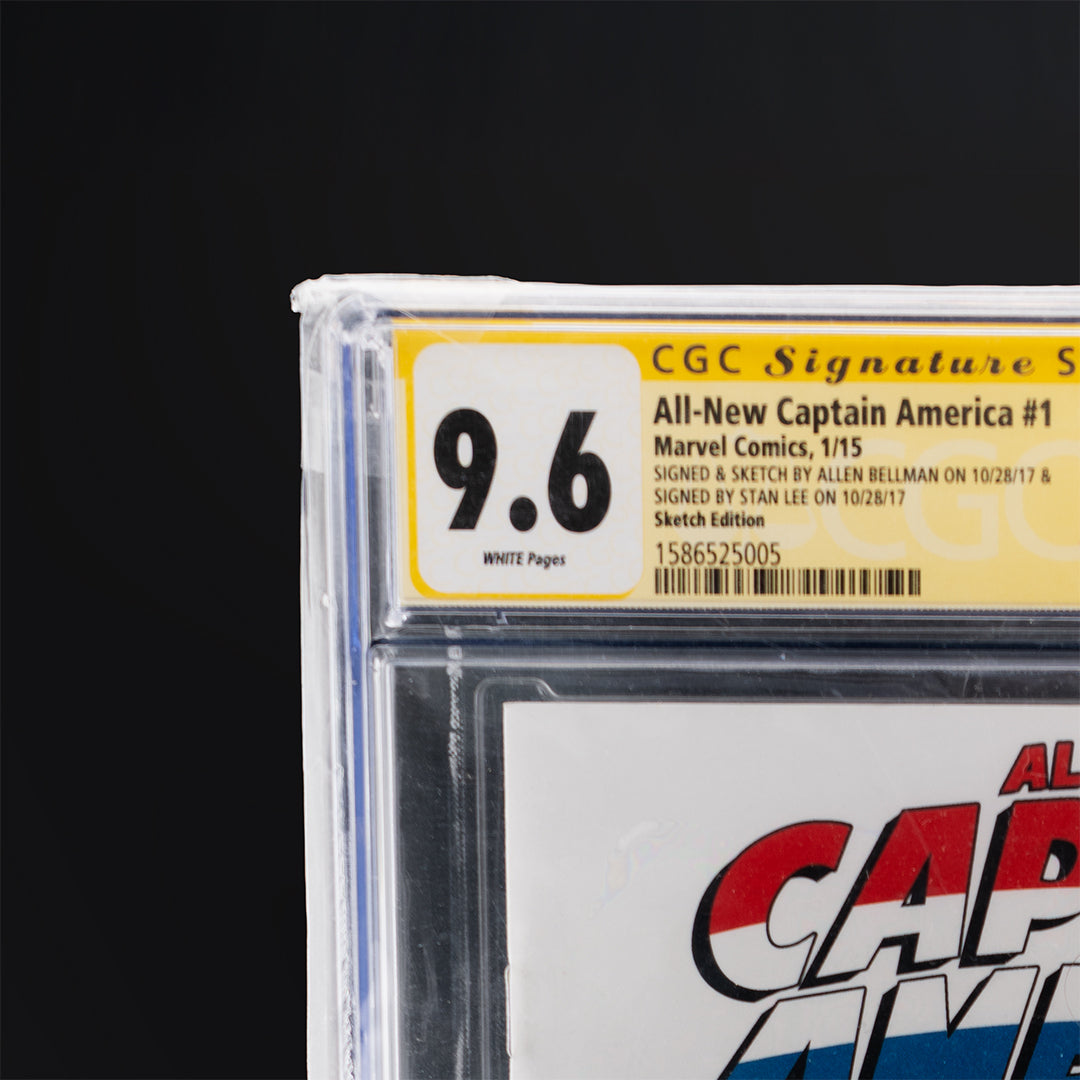 CGC Signature S
9.6
WHITE Pages
All-New Captain America #1
Marvel Comics, 1/15
SIGNED & SKETCH BY ALLEN BELLMAN ON 10/28/17 &
SIGNED BY STAN LEE ON 10/28/17
Sketch Edition
1586525005
CGC
AL
CAP
AME